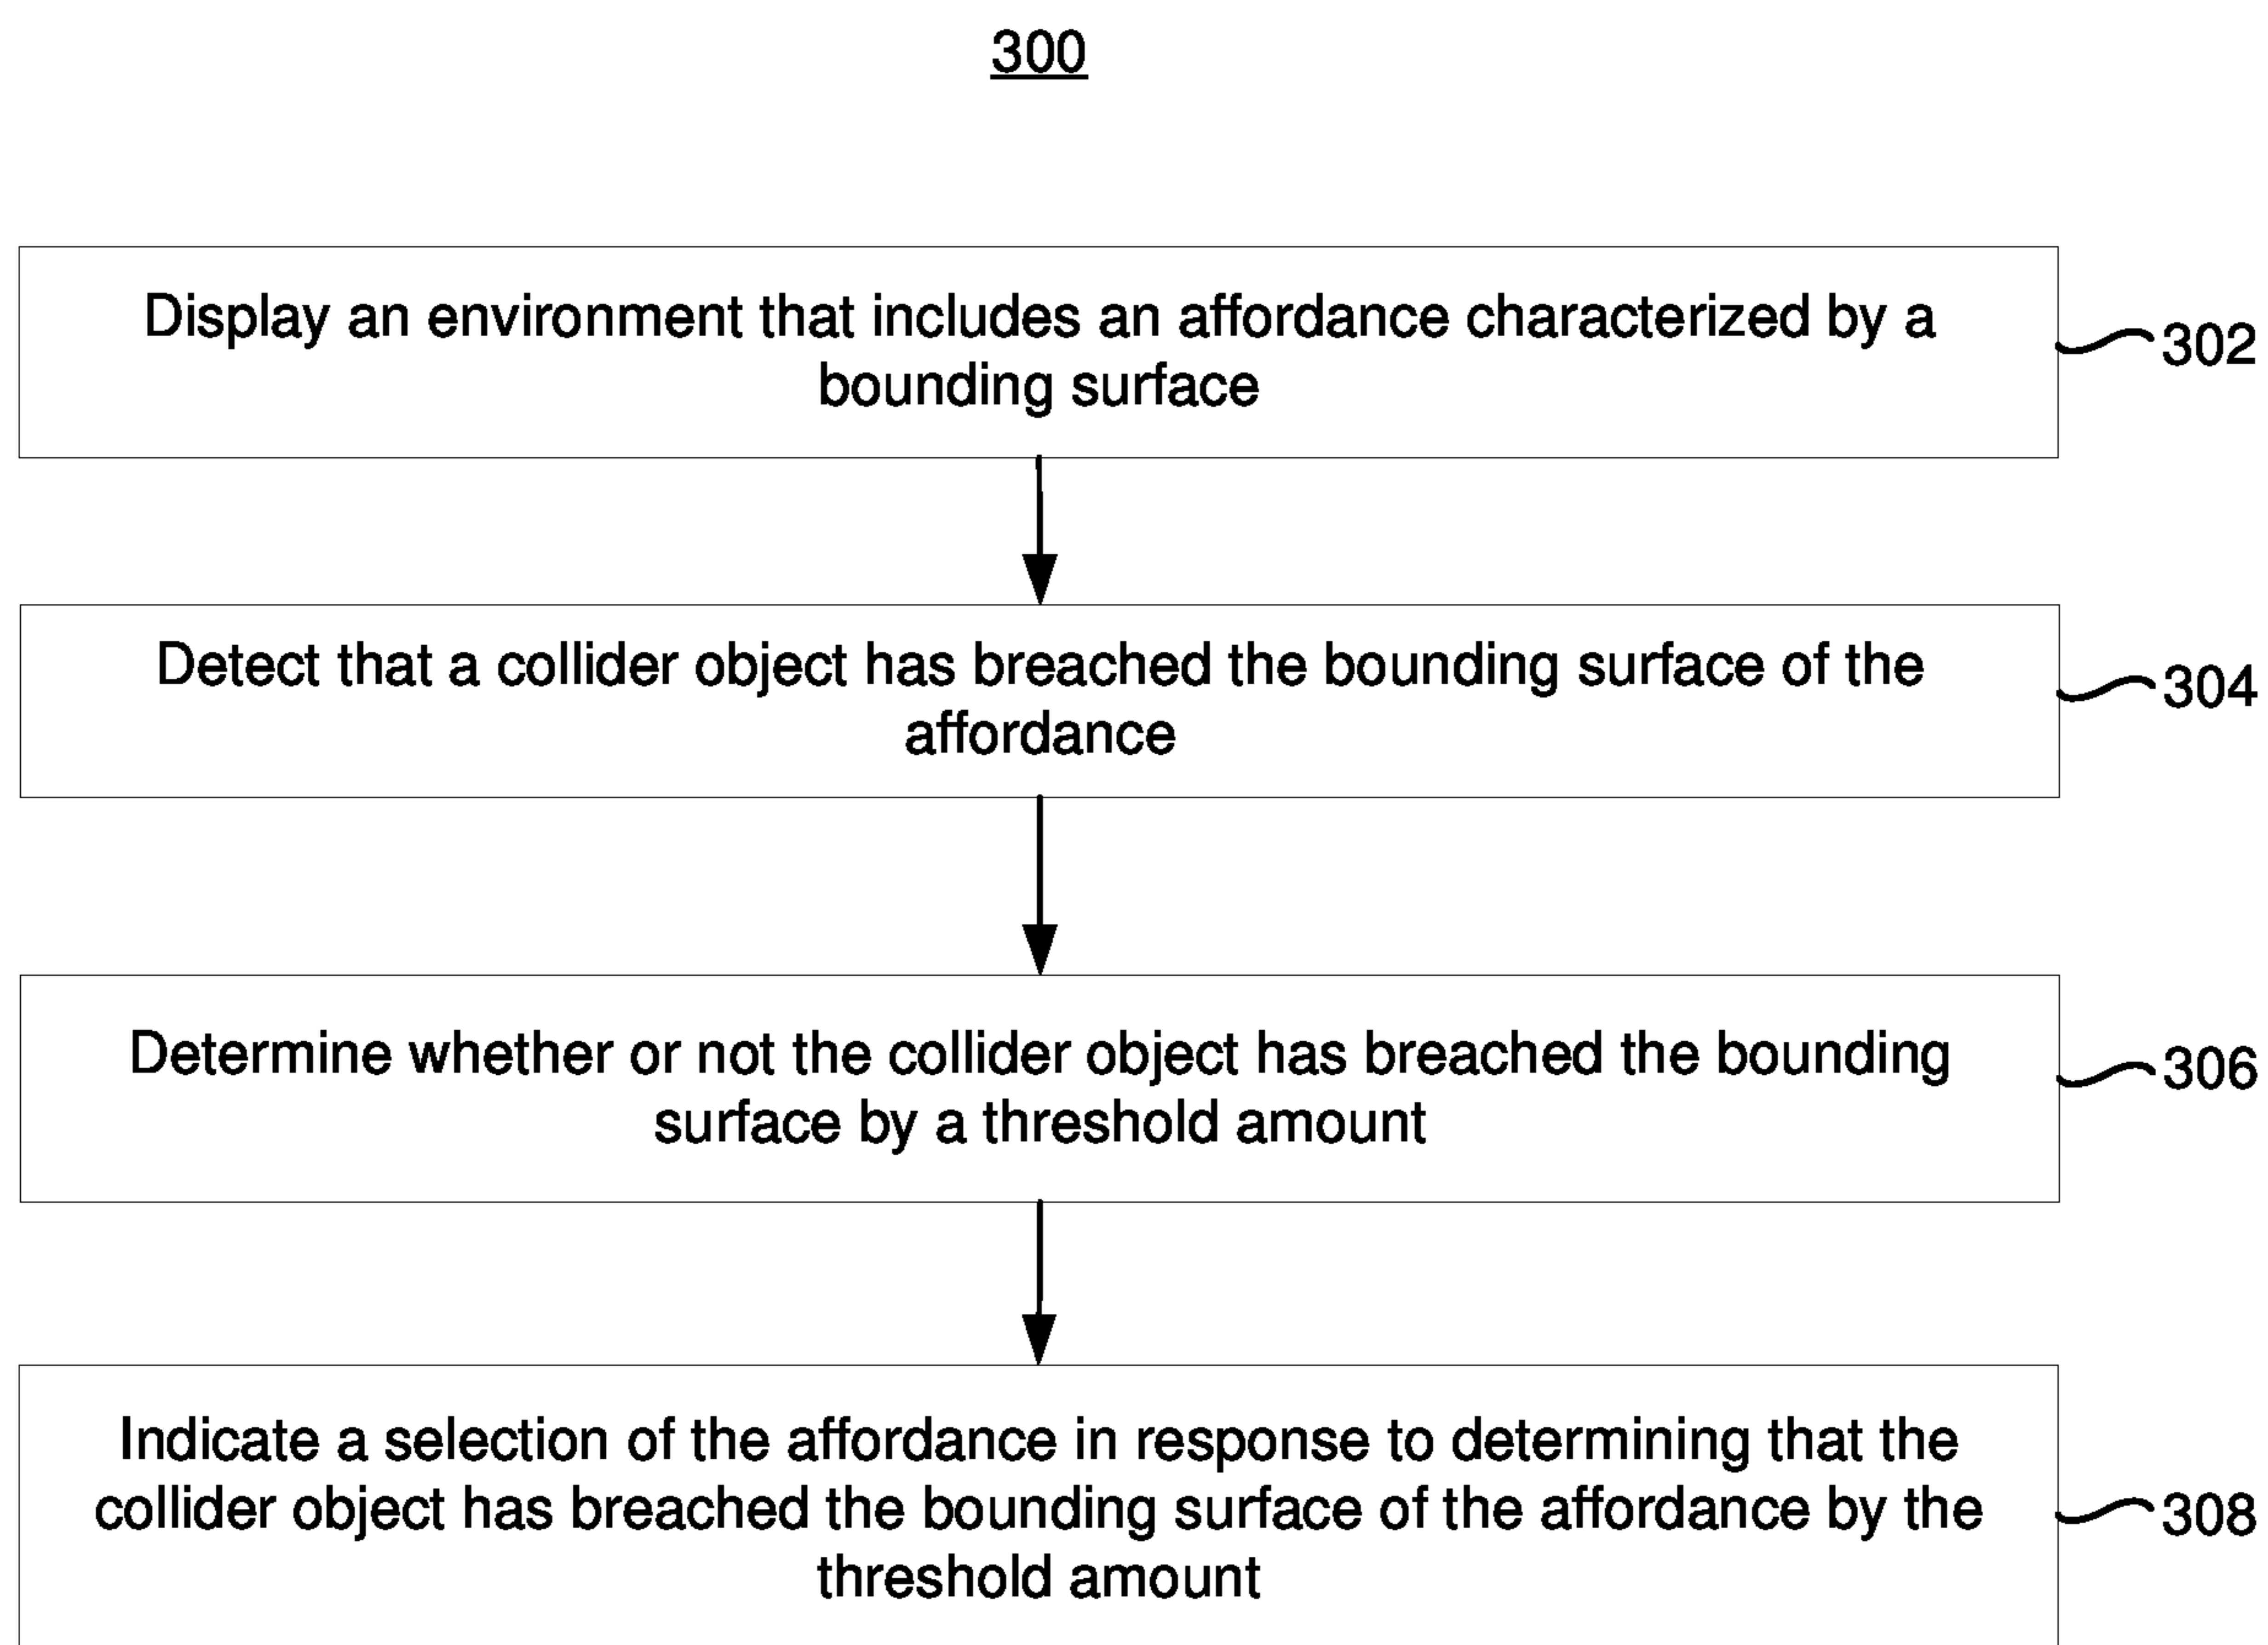 300
Display an environment that includes an affordance characterized by a
bounding surface
302
Detect that a collider object has breached the bounding surface of the
affordance
304
Determine whether or not the collider object has breached the bounding
surface by a threshold amount
306
Indicate a selection of the affordance in response to determining that the
collider object has breached the bounding surface of the affordance by the
threshold amount
308